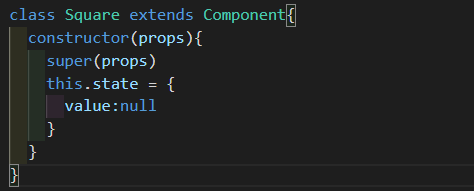 class Square extends Component{
  constructor(props){
    super(props)
    this.state = {
      value:null
    }
  }
}